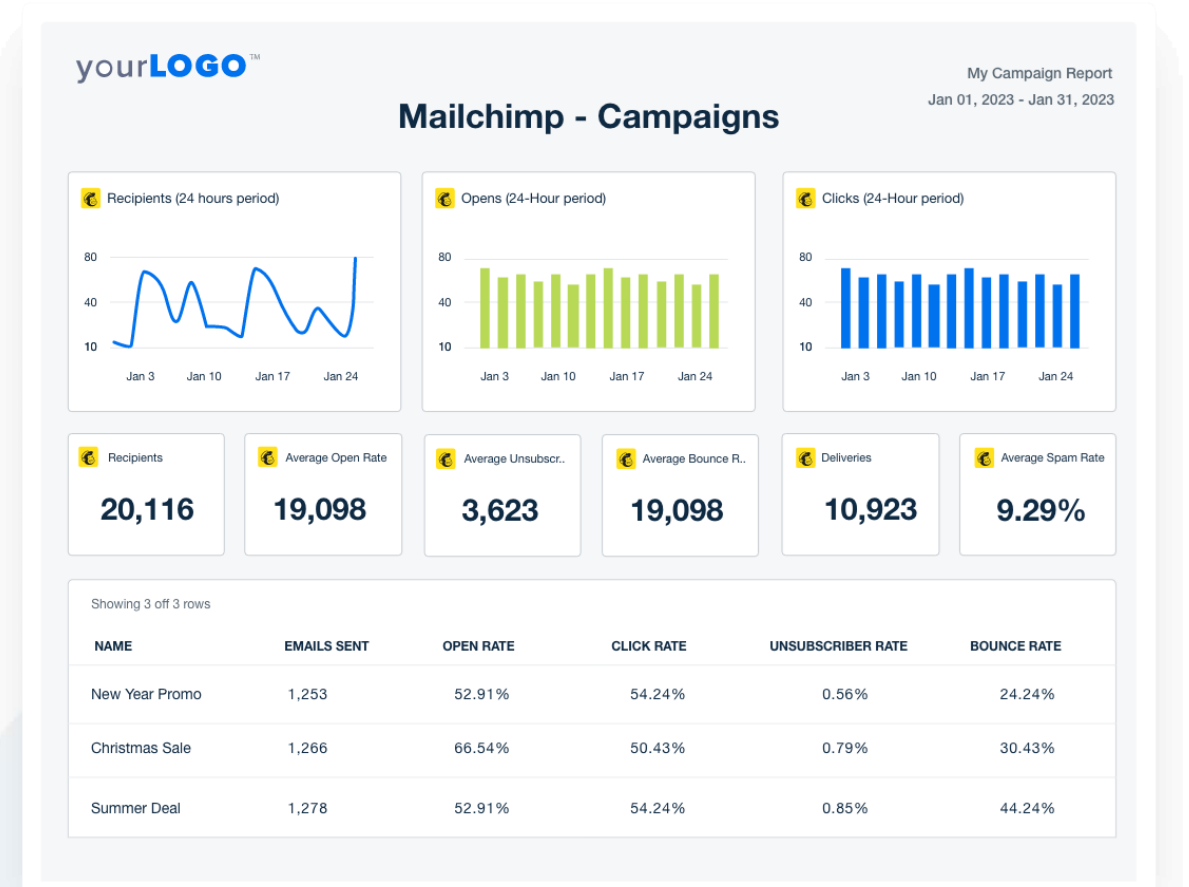 yourLOGO™
My Campaign Report
Jan 01, 2023 - Jan 31, 2023
Mailchimp - Campaigns
Recipients (24 hours period)
80
40
10
Jan 3 Jan 10 Jan 17 Jan 24
Opens (24-Hour period)
80
40
10
Jan 3 Jan 10 Jan 17 Jan 24
Clicks (24-Hour period)
80
40
10
Jan 3 Jan 10 Jan 17 Jan 24
Recipients
20,116
Average Open Rate
19,098
Average Unsubscr..
3,623
Average Bounce R..
19,098
Deliveries
10,923
Average Spam Rate
9.29%
Showing 3 off 3 rows
NAME EMAILS SENT OPEN RATE CLICK RATE UNSUBSCRIBER RATE BOUNCE RATE
New Year Promo 1,253 52.91% 54.24% 0.56% 24.24%
Christmas Sale 1,266 66.54% 50.43% 0.79% 30.43%
Summer Deal 1,278 52.91% 54.24% 0.85% 44.24%